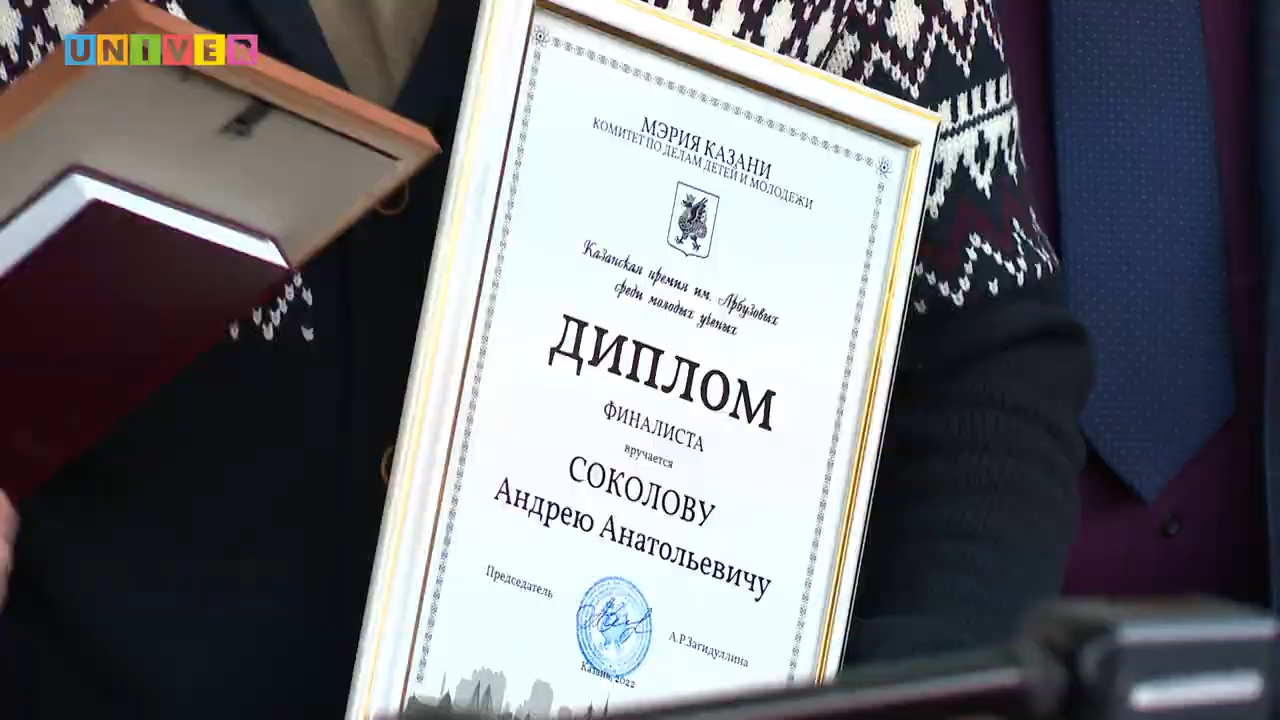 UNIVER
МЭРИЯ КАЗАНИ
КОМИТЕТ ПО ДЕЛАМ ДЕТЕЙ И МОЛОДЕЖИ
Казанская премия им. Арбузовых
среди молодых ученых
ДИПЛОМ
ФИНАЛИСТА
вручается
СОКОЛОВУ
Андрею Анатольевичу
Председатель
А.Р.Загидуллина
Казань, 2022